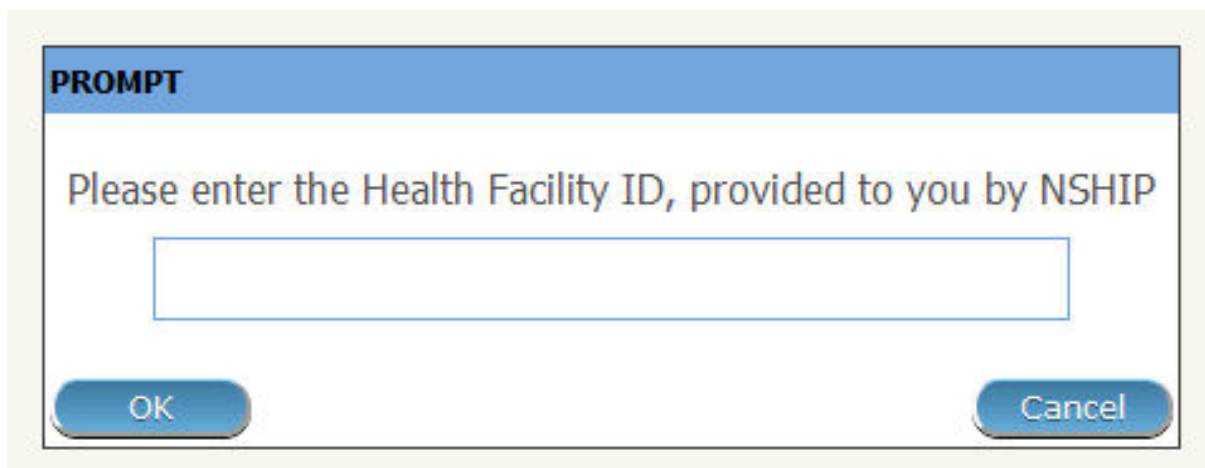 PROMPT
Please enter the Health Facility ID, provided to you by NSHIP
OK
Cancel